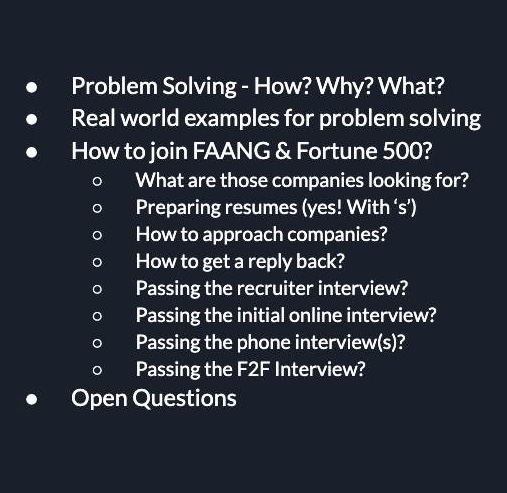 ● Problem Solving - How? Why? What?
● Real world examples for problem solving
● How to join FAANG & Fortune 500?
○ What are those companies looking for?
○ Preparing resumes (yes! With ‘s’)
○ How to approach companies?
○ How to get a reply back?
○ Passing the recruiter interview?
○ Passing the initial online interview?
○ Passing the phone interview(s)?
○ Passing the F2F Interview?
● Open Questions